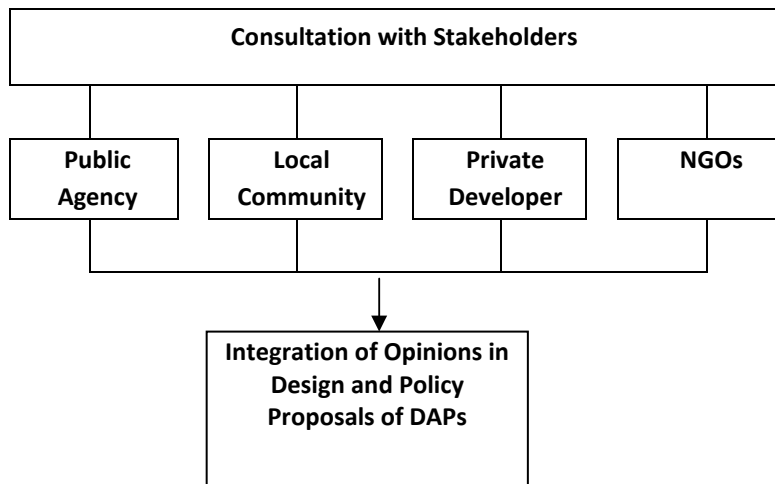 Consultation with Stakeholders
Public
Agency
Local
Community
Private
Developer
NGOs
Integration of Opinions in
Design and Policy
Proposals of DAPs